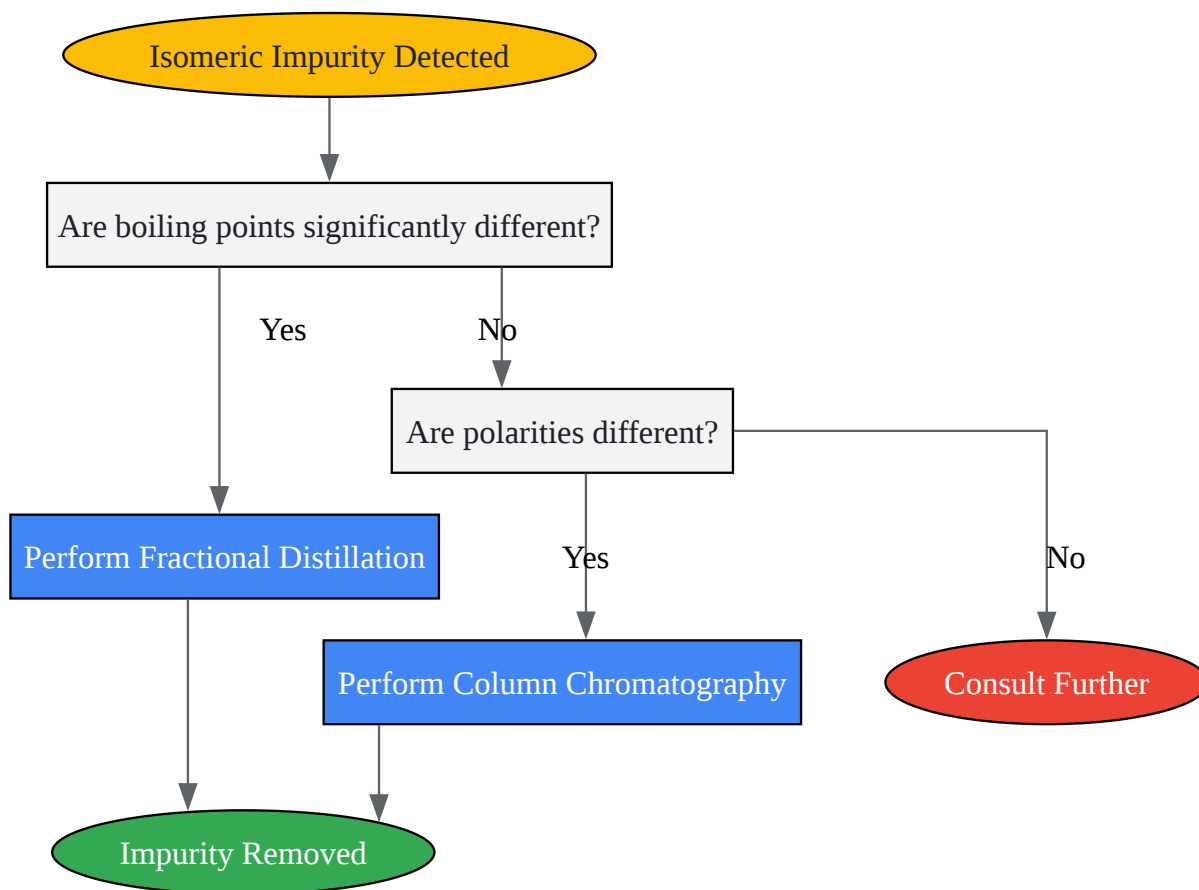 Isomeric Impurity Detected
Are boiling points significantly different?
Yes
No
Are polarities different?
Perform Fractional Distillation
Yes
No
Perform Column Chromatography
Consult Further
Impurity Removed